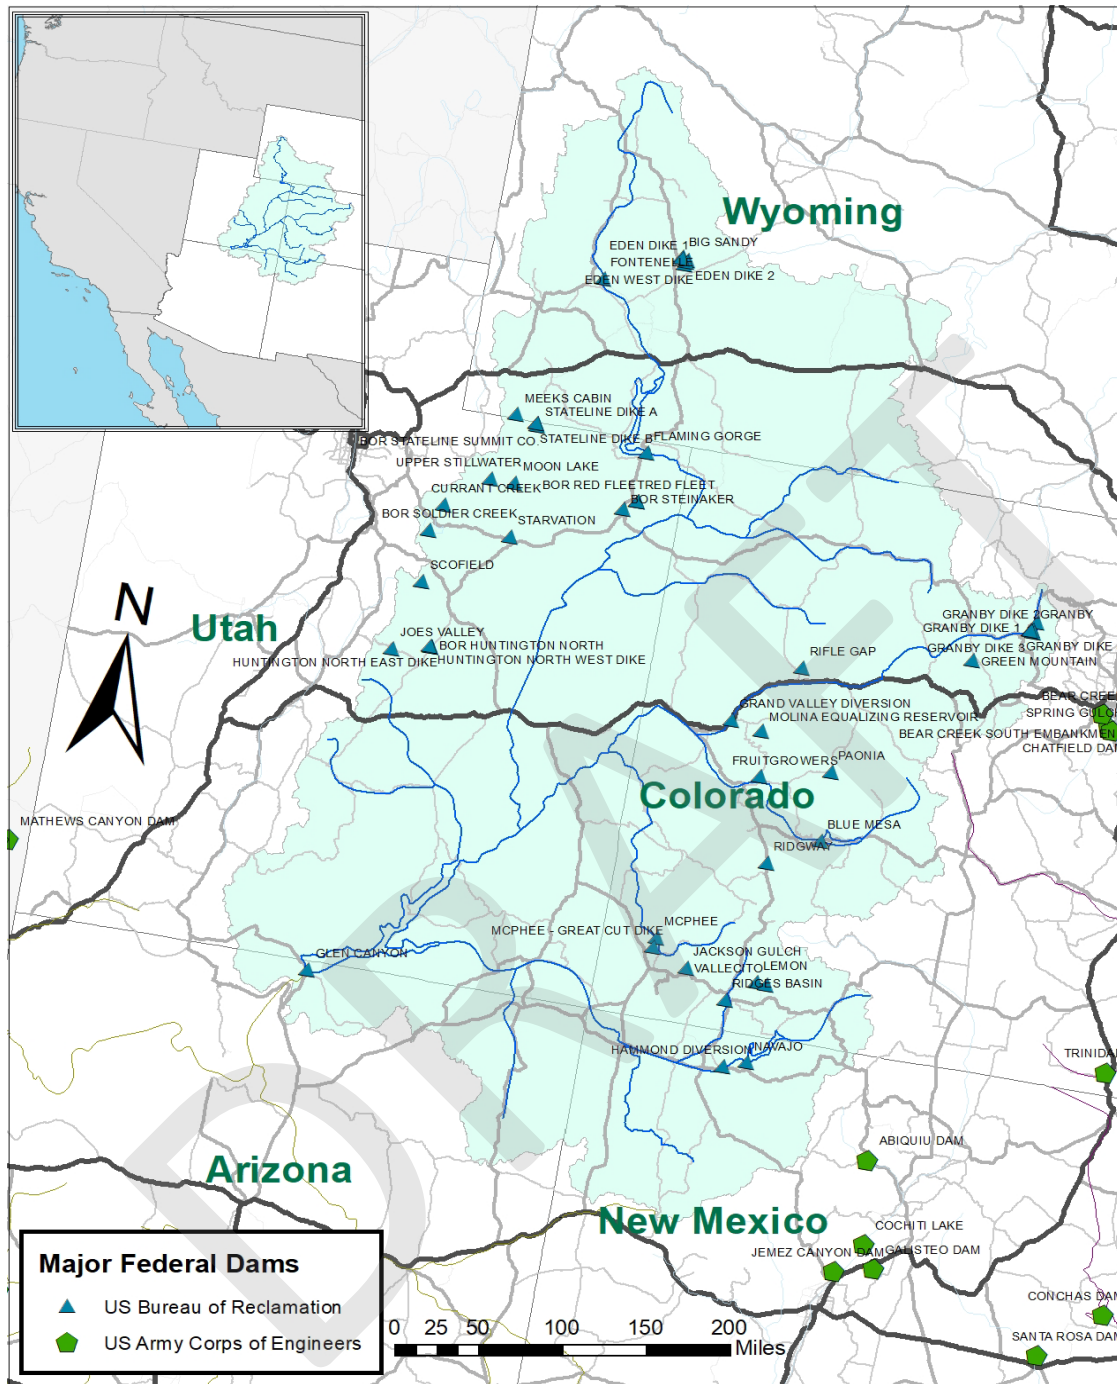 Wyoming
EDEN DIKE 1
BIG SANDY
FONTENELLE
EDEN WEST DIKE
EDEN DIKE 2
MEEKS CABIN
STATELINE DIKE A
BOR STATELINE SUMMIT CO.
STATELINE DIKE B
FLAMING GORGE
UPPER STILLWATER
MOON LAKE
CURRANT CREEK
BOR RED FLEET
RED FLEET
BOR SOLDIER CREEK
STARVATION
BOR STEINAKER
SCOFIELD
N
Utah
JOES VALLEY
BOR HUNTINGTON NORTH
HUNTINGTON NORTH EAST DIKE
HUNTINGTON NORTH WEST DIKE
GRANBY DIKE 2
GRANBY
GRANBY DIKE 1
GRANBY DIKE 3
GRANBY DIKE
GREEN MOUNTAIN
RIFLE GAP
GRAND VALLEY DIVERSION
MOLINA EQUALIZING RESERVOIR
BEAR CREEK
SPRING GULCH
BEAR CREEK SOUTH EMBANKMENT
CHATFIELD DAM
FRUITGROWERS
PAONIA
Colorado
MATHEWS CANYON DAM
BLUE MESA
RIDGWAY
MCPHEE
MCPHEE - GREAT CUT DIKE
GLEN CANYON
JACKSON GULCH
VALLECITO
LEMON
RIDGES BASIN
HAMMOND DIVERSION
NAVAJO
TRINIDAD
ABIQUIU DAM
Arizona
New Mexico
COCHITI LAKE
JEMEZ CANYON DAM
GALISTEO DAM
CONCHAS DAM
SANTA ROSA DAM
Major Federal Dams
US Bureau of Reclamation
US Army Corps of Engineers
0 25 50 100 150 200
Miles
DRAFT